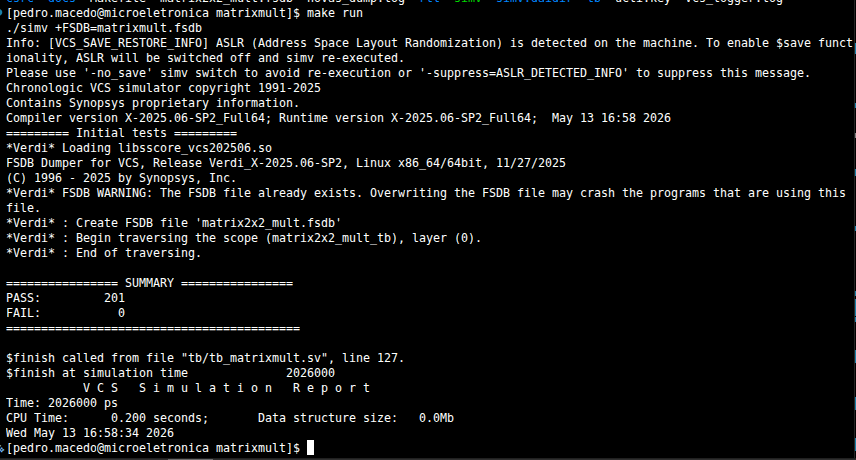 [pedro.macedo@microeletronica matrixmult]$ make run
./simv +FSDB=matrixmult.fsdb
Info: [VCS_SAVE_RESTORE_INFO] ASLR (Address Space Layout Randomization) is detected on the machine. To enable $save funct
ionality, ASLR will be switched off and simv re-executed.
Please use '-no_save' simv switch to avoid re-execution or '-suppress=ASLR_DETECTED_INFO' to suppress this message.
Chronologic VCS simulator copyright 1991-2025
Contains Synopsys proprietary information.
Compiler version X-2025.06-SP2_Full64; Runtime version X-2025.06-SP2_Full64;  May 13 16:58 2026
========= Initial tests =========
*Verdi* Loading libsscore_vcs202506.so
FSDB Dumper for VCS, Release Verdi_X-2025.06-SP2, Linux x86_64/64bit, 11/27/2025
(C) 1996 - 2025 by Synopsys, Inc.
*Verdi* FSDB WARNING: The FSDB file already exists. Overwriting the FSDB file may crash the programs that are using this
file.
*Verdi* : Create FSDB file 'matrix2x2_mult.fsdb'
*Verdi* : Begin traversing the scope (matrix2x2_mult_tb), layer (0).
*Verdi* : End of traversing.
================ SUMMARY ================
PASS:         201
FAIL:           0
==========================================
$finish called from file "tb/tb_matrixmult.sv", line 127.
$finish at simulation time              2026000
V C S   S i m u l a t i o n   R e p o r t
Time: 2026000 ps
CPU Time:      0.200 seconds;       Data structure size:   0.0Mb
Wed May 13 16:58:34 2026
[pedro.macedo@microeletronica matrixmult]$